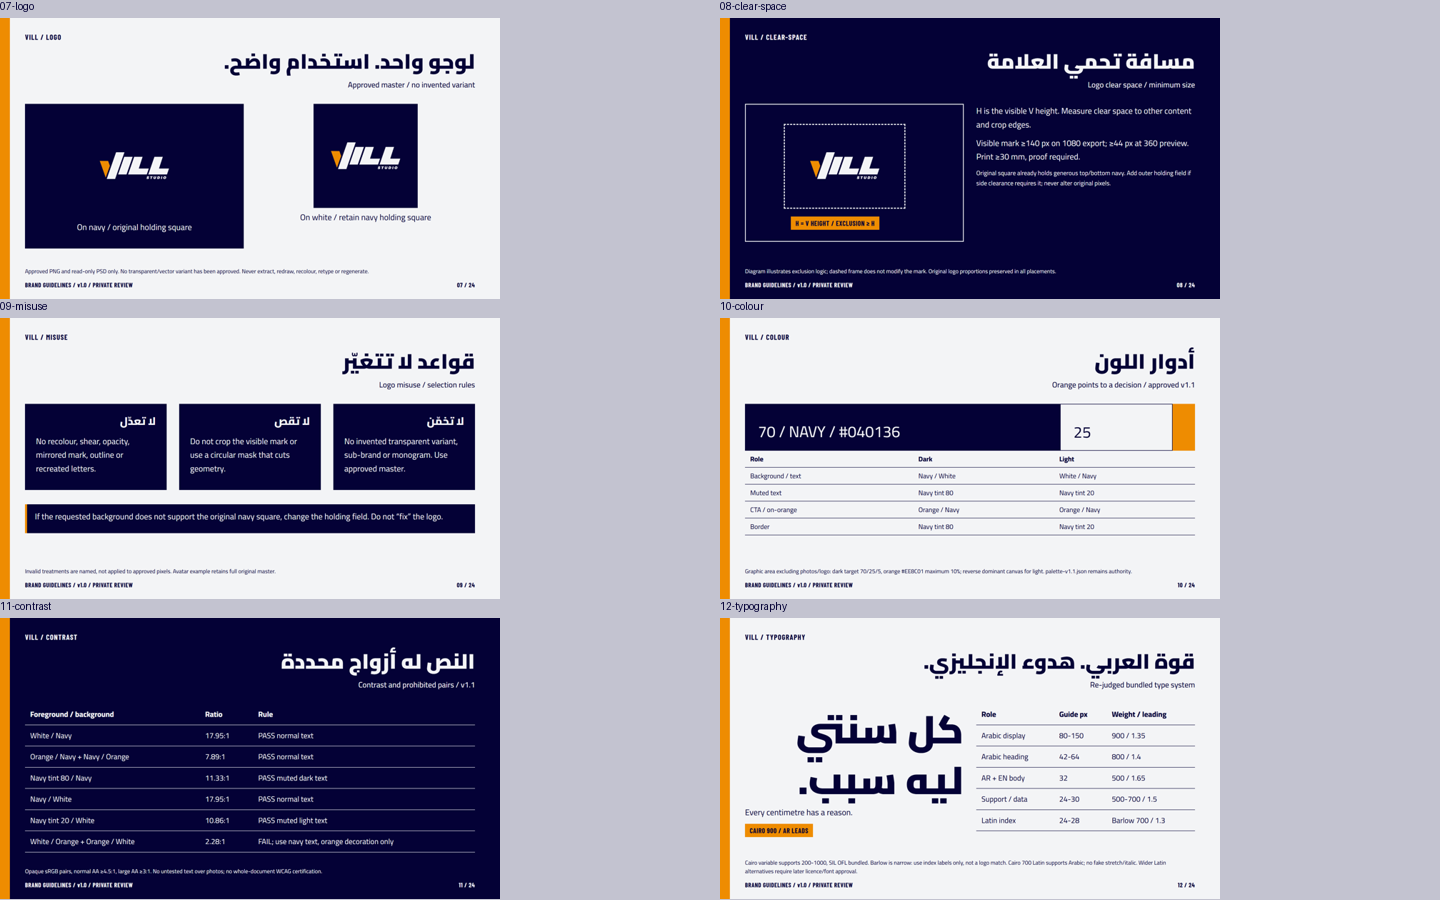 07-logo
VILL / LOGO
لوجو واحد. استخدام واضح.
Approved master / no invented variant
VILL
STUDIO
On navy / original holding square
VILL
STUDIO
On white / retain navy holding square
Approved PNG and read-only PSD only. No transparent/vector variant has been approved. Never extract, redraw, recolour, retype or regenerate.
BRAND GUIDELINES / v1.0 / PRIVATE REVIEW
07 / 24
08-clear-space
VILL / CLEAR-SPACE
مسافة تحمي العلامة
Logo clear space / minimum size
VILL
STUDIO
H = V HEIGHT / EXCLUSION ≥ H
H is the visible V height. Measure clear space to other content
and crop edges.
Visible mark ≥140 px on 1080 export; ≥44 px at 360 preview.
Print ≥30 mm, proof required.
Original square already holds generous top/bottom navy. Add outer holding field if
side clearance requires it; never alter original pixels.
Diagram illustrates exclusion logic; dashed frame does not modify the mark. Original logo proportions preserved in all placements.
BRAND GUIDELINES / v1.0 / PRIVATE REVIEW
08 / 24
09-misuse
VILL / MISUSE
قواعد لا تتغيّر
Logo misuse / selection rules
لا تعدّل
No recolour, shear, opacity,
mirrored mark, outline or
recreated letters.
لا تقص
Do not crop the visible mark or
use a circular mask that cuts
geometry.
لا تخمّن
No invented transparent variant,
sub-brand or monogram. Use
approved master.
If the requested background does not support the original navy square, change the holding field. Do not "fix" the logo.
Invalid treatments are named, not applied to approved pixels. Avatar example retains full original master.
BRAND GUIDELINES / v1.0 / PRIVATE REVIEW
09 / 24
10-colour
VILL / COLOUR
أدوار اللون
Orange points to a decision / approved v1.1
70 / NAVY / #040136
25
Role Dark Light
Background / text Navy / White White / Navy
Muted text Navy tint 80 Navy tint 20
CTA / on-orange Orange / Navy Orange / Navy
Border Navy tint 80 Navy tint 20
Graphic area excluding photos/logo: dark target 70/25/5, orange #EE8C01 maximum 10%; reverse dominant canvas for light. palette-v1.1.json remains authority.
BRAND GUIDELINES / v1.0 / PRIVATE REVIEW
10 / 24
11-contrast
VILL / CONTRAST
النص له أزواج محددة
Contrast and prohibited pairs / v1.1
Foreground / background Ratio Rule
White / Navy 17.95:1 PASS normal text
Orange / Navy + Navy / Orange 7.89:1 PASS normal text
Navy tint 80 / Navy 11.33:1 PASS muted dark text
Navy / White 17.95:1 PASS normal text
Navy tint 20 / White 10.86:1 PASS muted light text
White / Orange + Orange / White 2.28:1 FAIL; use navy text, orange decoration only
Opaque sRGB pairs, normal AA ≥4.5:1, large AA ≥3:1. No untested text over photos; no whole-document WCAG certification.
BRAND GUIDELINES / v1.0 / PRIVATE REVIEW
11 / 24
12-typography
VILL / TYPOGRAPHY
قوة العربي. هدوء الإنجليزي.
Re-judged bundled type system
كل سنتي
ليه سبب.
Every centimetre has a reason.
CAIRO 900 / AR LEADS
Role Guide px Weight / leading
Arabic display 80-150 900 / 1.35
Arabic heading 42-64 800 / 1.4
AR + EN body 32 500 / 1.65
Support / data 24-30 500-700 / 1.5
Latin index 24-28 Barlow 700 / 1.3
Cairo variable supports 200-1000, SIL OFL bundled. Barlow is narrow: use index labels only, not a logo match. Cairo 700 Latin supports Arabic; no fake stretch/italic. Wider Latin
alternatives require later licence/font approval.
BRAND GUIDELINES / v1.0 / PRIVATE REVIEW
12 / 24